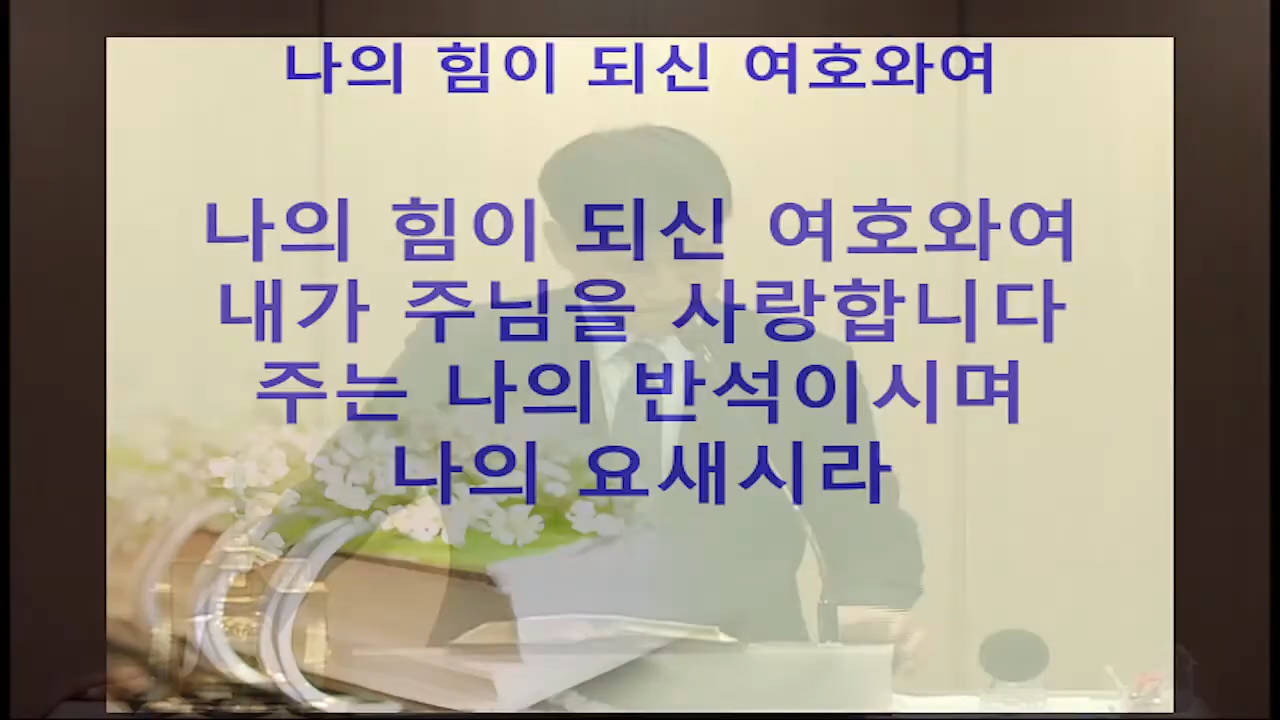 나의 힘이 되신 여호와여
나의 힘이 되신 여호와여
내가 주님을 사랑합니다
주는 나의 반석이시며
나의 요새시라